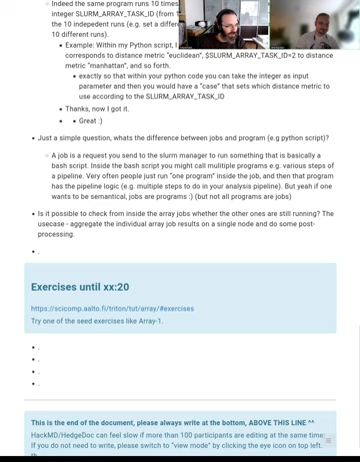 Indeed the same program runs 10 times
integer SLURM_ARRAY_TASK_ID (from
the 10 indepedent runs (e.g. set a differ
10 different runs).
Example: Within my Python script, I
corresponds to distance metric "euclidean", $SLURM_ARRAY_TASK_ID=2 to distance
metric "manhattan", and so forth.
exactly so that within your python code you can take the integer as input
parameter and then you would have a "case" that sets which distance metric to
use according to the SLURM_ARRAY_TASK_ID
Thanks, now I got it.
Great :)
Just a simple question, whats the difference between jobs and program (e.g python script)?
A job is a request you send to the slurm manager to run something that is basically a
bash script. Inside the bash script you might call mulitiple programs e.g. various steps of
a pipeline. Very often people just run "one program" inside the job, and then that program
has the pipeline logic (e.g. multiple steps to do in your analysis pipeline). But yeah if one
wants to be semantical, jobs are programs :) (but not all programs are jobs)
Is it possible to check from inside the array jobs whether the other ones are still running? The
usecase - aggregate the individual array job results on a single node and do some post-
processing.
.
Exercises until xx:20
https://scicomp.aalto.fi/triton/tut/array/#exercises
Try one of the seed exercises like Array-1.
.
.
.
.
This is the end of the document, please always write at the bottom, ABOVE THIS LINE ^^
HackMD/HedgeDoc can feel slow if more than 100 participants are editing at the same time:
If you do not need to write, please switch to "view mode" by clicking the eye icon on top left.